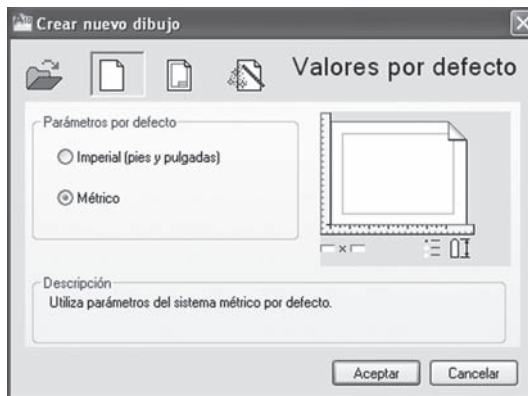 Crear nuevo dibujo
Valores por defecto
Parámetros por defecto
Imperial (pies y pulgadas)
Métrico
Descripción
Utiliza parámetros del sistema métrico por defecto.
Aceptar
Cancelar